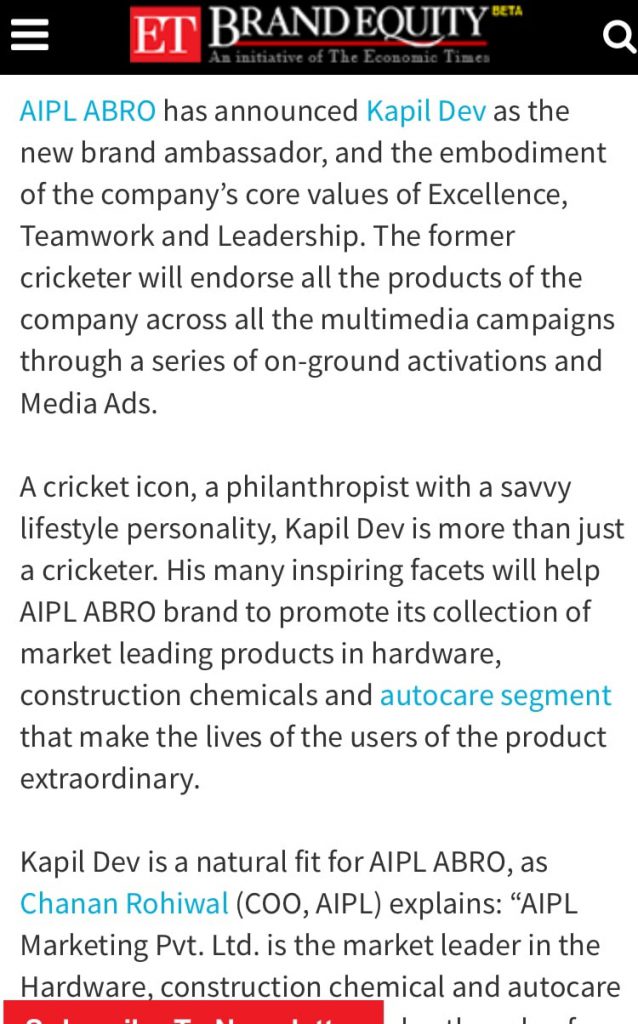 ET BRANDEQUITY BETA
An initiative of The Economic Times
AIPL ABRO has announced Kapil Dev as the
new brand ambassador, and the embodiment
of the company’s core values of Excellence,
Teamwork and Leadership. The former
cricketer will endorse all the products of the
company across all the multimedia campaigns
through a series of on-ground activations and
Media Ads.
A cricket icon, a philanthropist with a savvy
lifestyle personality, Kapil Dev is more than just
a cricketer. His many inspiring facets will help
AIPL ABRO brand to promote its collection of
market leading products in hardware,
construction chemicals and autocare segment
that make the lives of the users of the product
extraordinary.
Kapil Dev is a natural fit for AIPL ABRO, as
Chanan Rohiwal (COO, AIPL) explains: “AIPL
Marketing Pvt. Ltd. is the market leader in the
Hardware, construction chemical and autocare